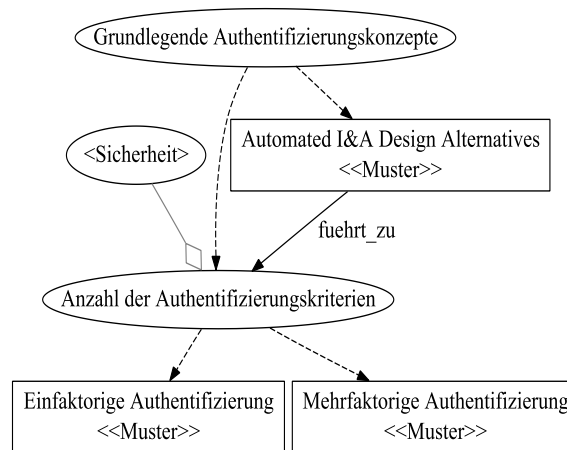 Grundlegende Authentifizierungskonzepte
Automated I&A Design Alternatives
<<Muster>>
<Sicherheit>
fuehrt_zu
Anzahl der Authentifizierungskriterien
Einfaktorige Authentifizierung
<<Muster>>
Mehrfaktorige Authentifizierung
<<Muster>>